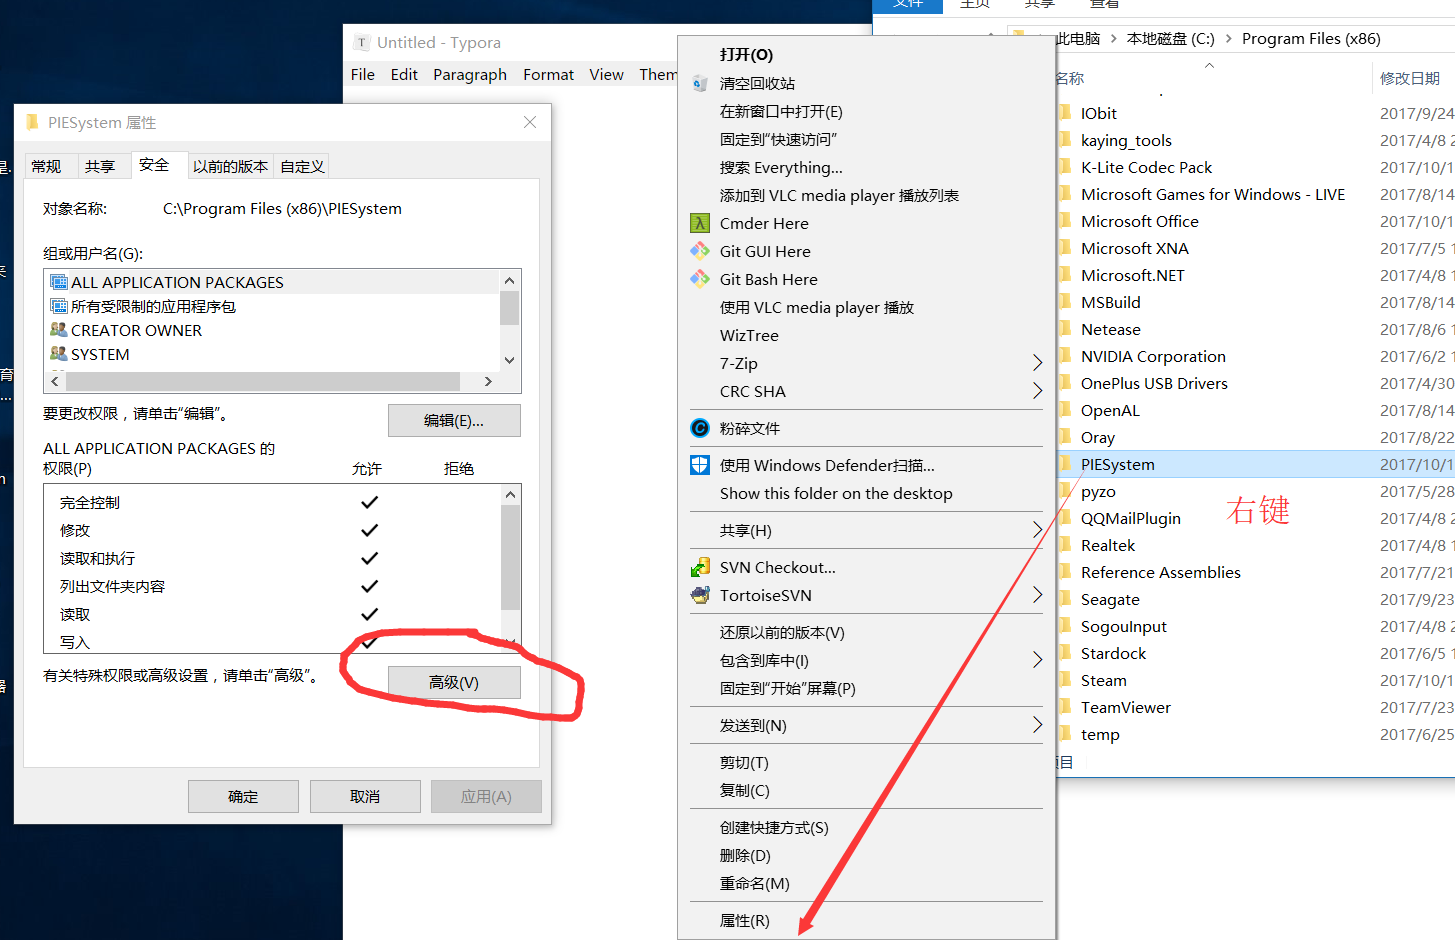 文件 主页 共享 查看
Untitled - Typora
File Edit Paragraph Format View Them
PIESystem 属性
常规 共享 安全 以前的版本 自定义
对象名称: C:\Program Files (x86)\PIESystem
组或用户名(G):
ALL APPLICATION PACKAGES
所有受限制的应用程序包
CREATOR OWNER
SYSTEM
要更改权限，请单击“编辑”。
编辑(E)...
ALL APPLICATION PACKAGES 的
权限(P) 允许 拒绝
完全控制
修改
读取和执行
列出文件夹内容
读取
写入
有关特殊权限或高级设置，请单击“高级”。
高级(V)
确定 取消 应用(A)
打开(O)
清空回收站
在新窗口中打开(E)
固定到“快速访问”
搜索 Everything...
添加到 VLC media player 播放列表
Cmder Here
Git GUI Here
Git Bash Here
使用 VLC media player 播放
WizTree
7-Zip
CRC SHA
粉碎文件
使用 Windows Defender扫描...
Show this folder on the desktop
共享(H)
SVN Checkout...
TortoiseSVN
还原以前的版本(V)
包含到库中(I)
固定到“开始”屏幕(P)
发送到(N)
剪切(T)
复制(C)
创建快捷方式(S)
删除(D)
重命名(M)
属性(R)
此电脑 › 本地磁盘 (C:) › Program Files (x86)
名称 修改日期
IObit 2017/9/24
kaying_tools 2017/4/8 2
K-Lite Codec Pack 2017/10/1
Microsoft Games for Windows - LIVE 2017/8/14
Microsoft Office 2017/10/1
Microsoft XNA 2017/7/5 1
Microsoft.NET 2017/4/8 1
MSBuild 2017/8/14
Netease 2017/8/6 1
NVIDIA Corporation 2017/6/2 1
OnePlus USB Drivers 2017/4/30
OpenAL 2017/8/14
Oray 2017/8/22
PIESystem 2017/10/1
pyzo 2017/5/28
QQMailPlugin 2017/4/8 2
Realtek 2017/4/8 1
Reference Assemblies 2017/7/21
Seagate 2017/9/23
SogouInput 2017/4/8 2
Stardock 2017/6/5 1
Steam 2017/10/1
TeamViewer 2017/7/23
temp 2017/6/25
右键